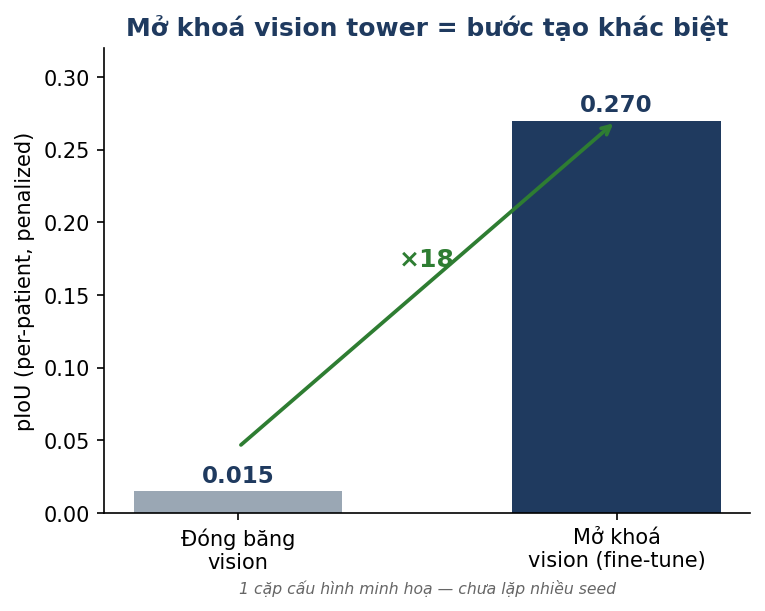 Mở khoá vision tower = bước tạo khác biệt
pIoU (per-patient, penalized)
0.30
0.25
0.20
0.15
0.10
0.05
0.00
0.270
×18
0.015
Đóng băng
vision
Mở khoá
vision (fine-tune)
1 cặp cấu hình minh hoạ — chưa lặp nhiều seed